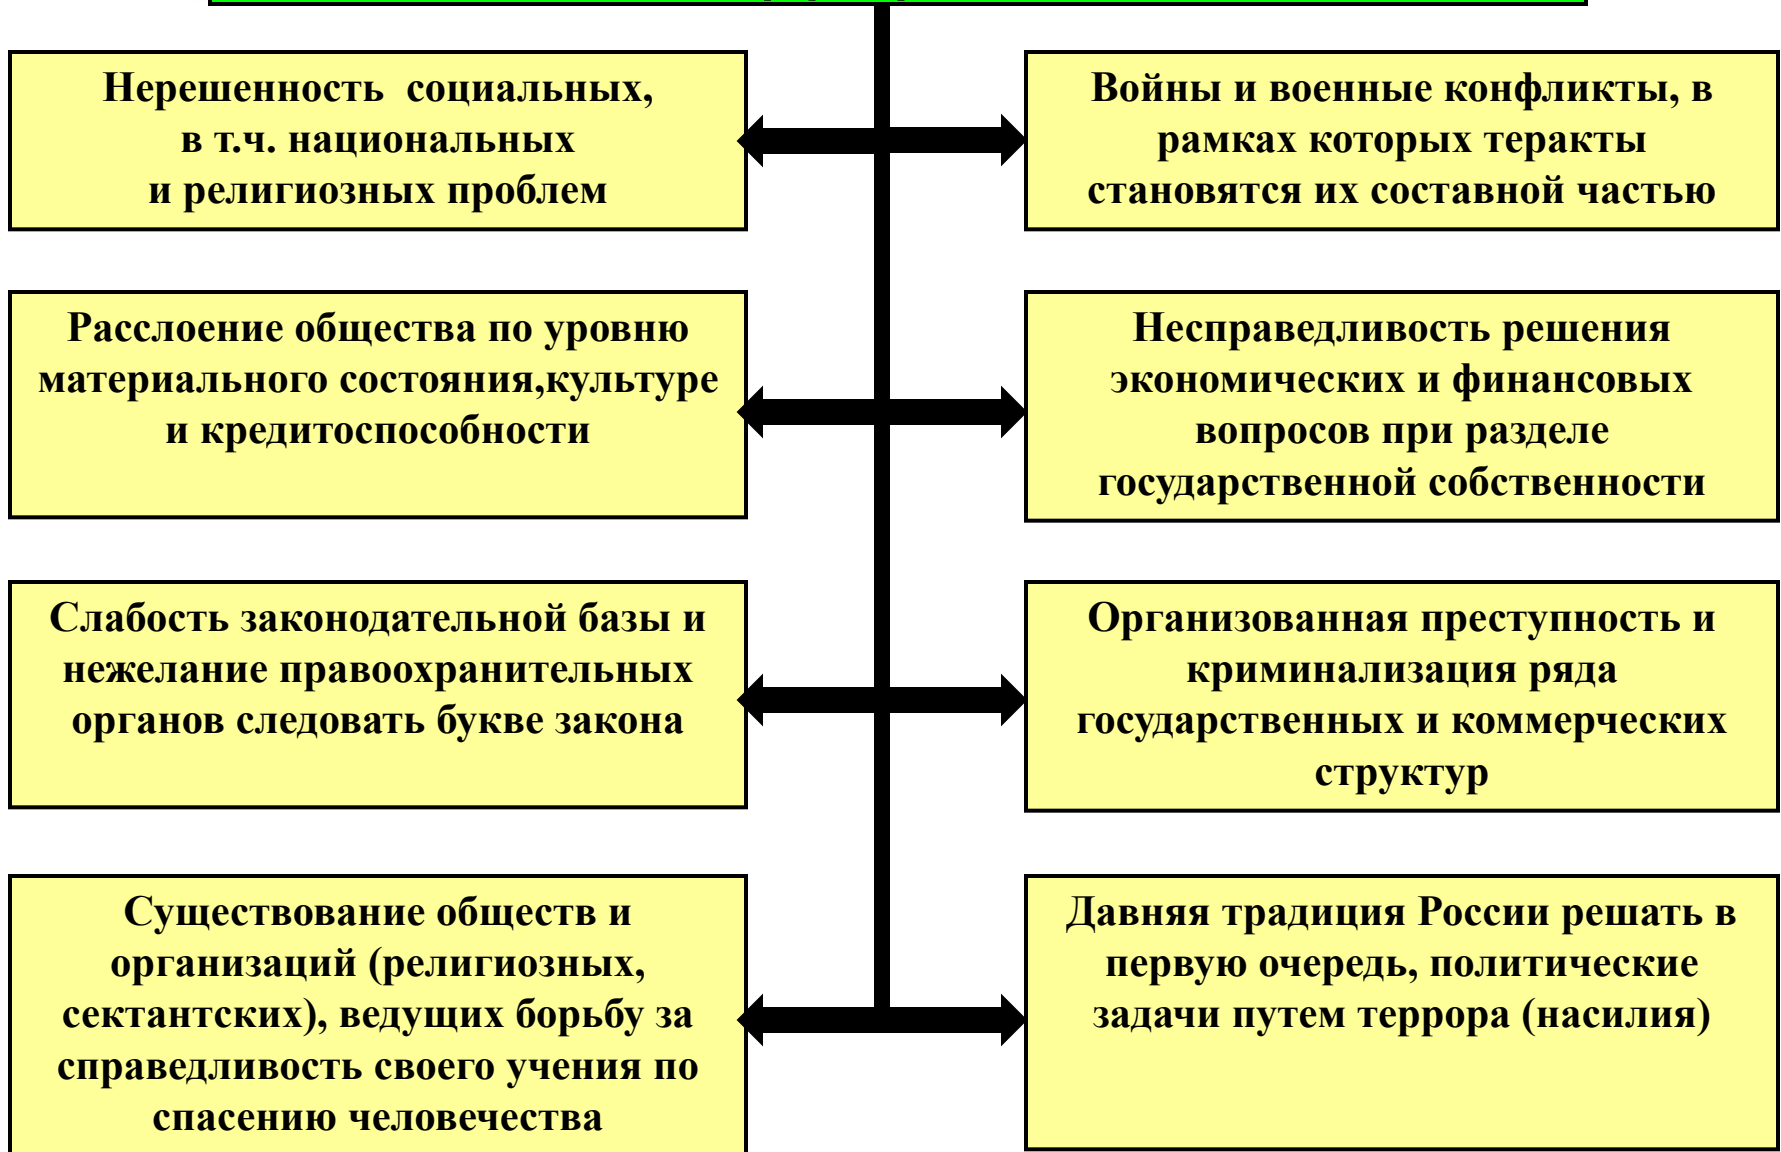 Нерешенность социальных,
в т.ч. национальных
и религиозных проблем
Войны и военные конфликты, в
рамках которых теракты
становятся их составной частью
Расслоение общества по уровню
материального состояния,культуре
и кредитоспособности
Несправедливость решения
экономических и финансовых
вопросов при разделе
государственной собственности
Слабость законодательной базы и
нежелание правоохранительных
органов следовать букве закона
Организованная преступность и
криминализация ряда
государственных и коммерческих
структур
Существование обществ и
организаций (религиозных,
сектантских), ведущих борьбу за
справедливость своего учения по
спасению человечества
Давняя традиция России решать в
первую очередь, политические
задачи путем террора (насилия)